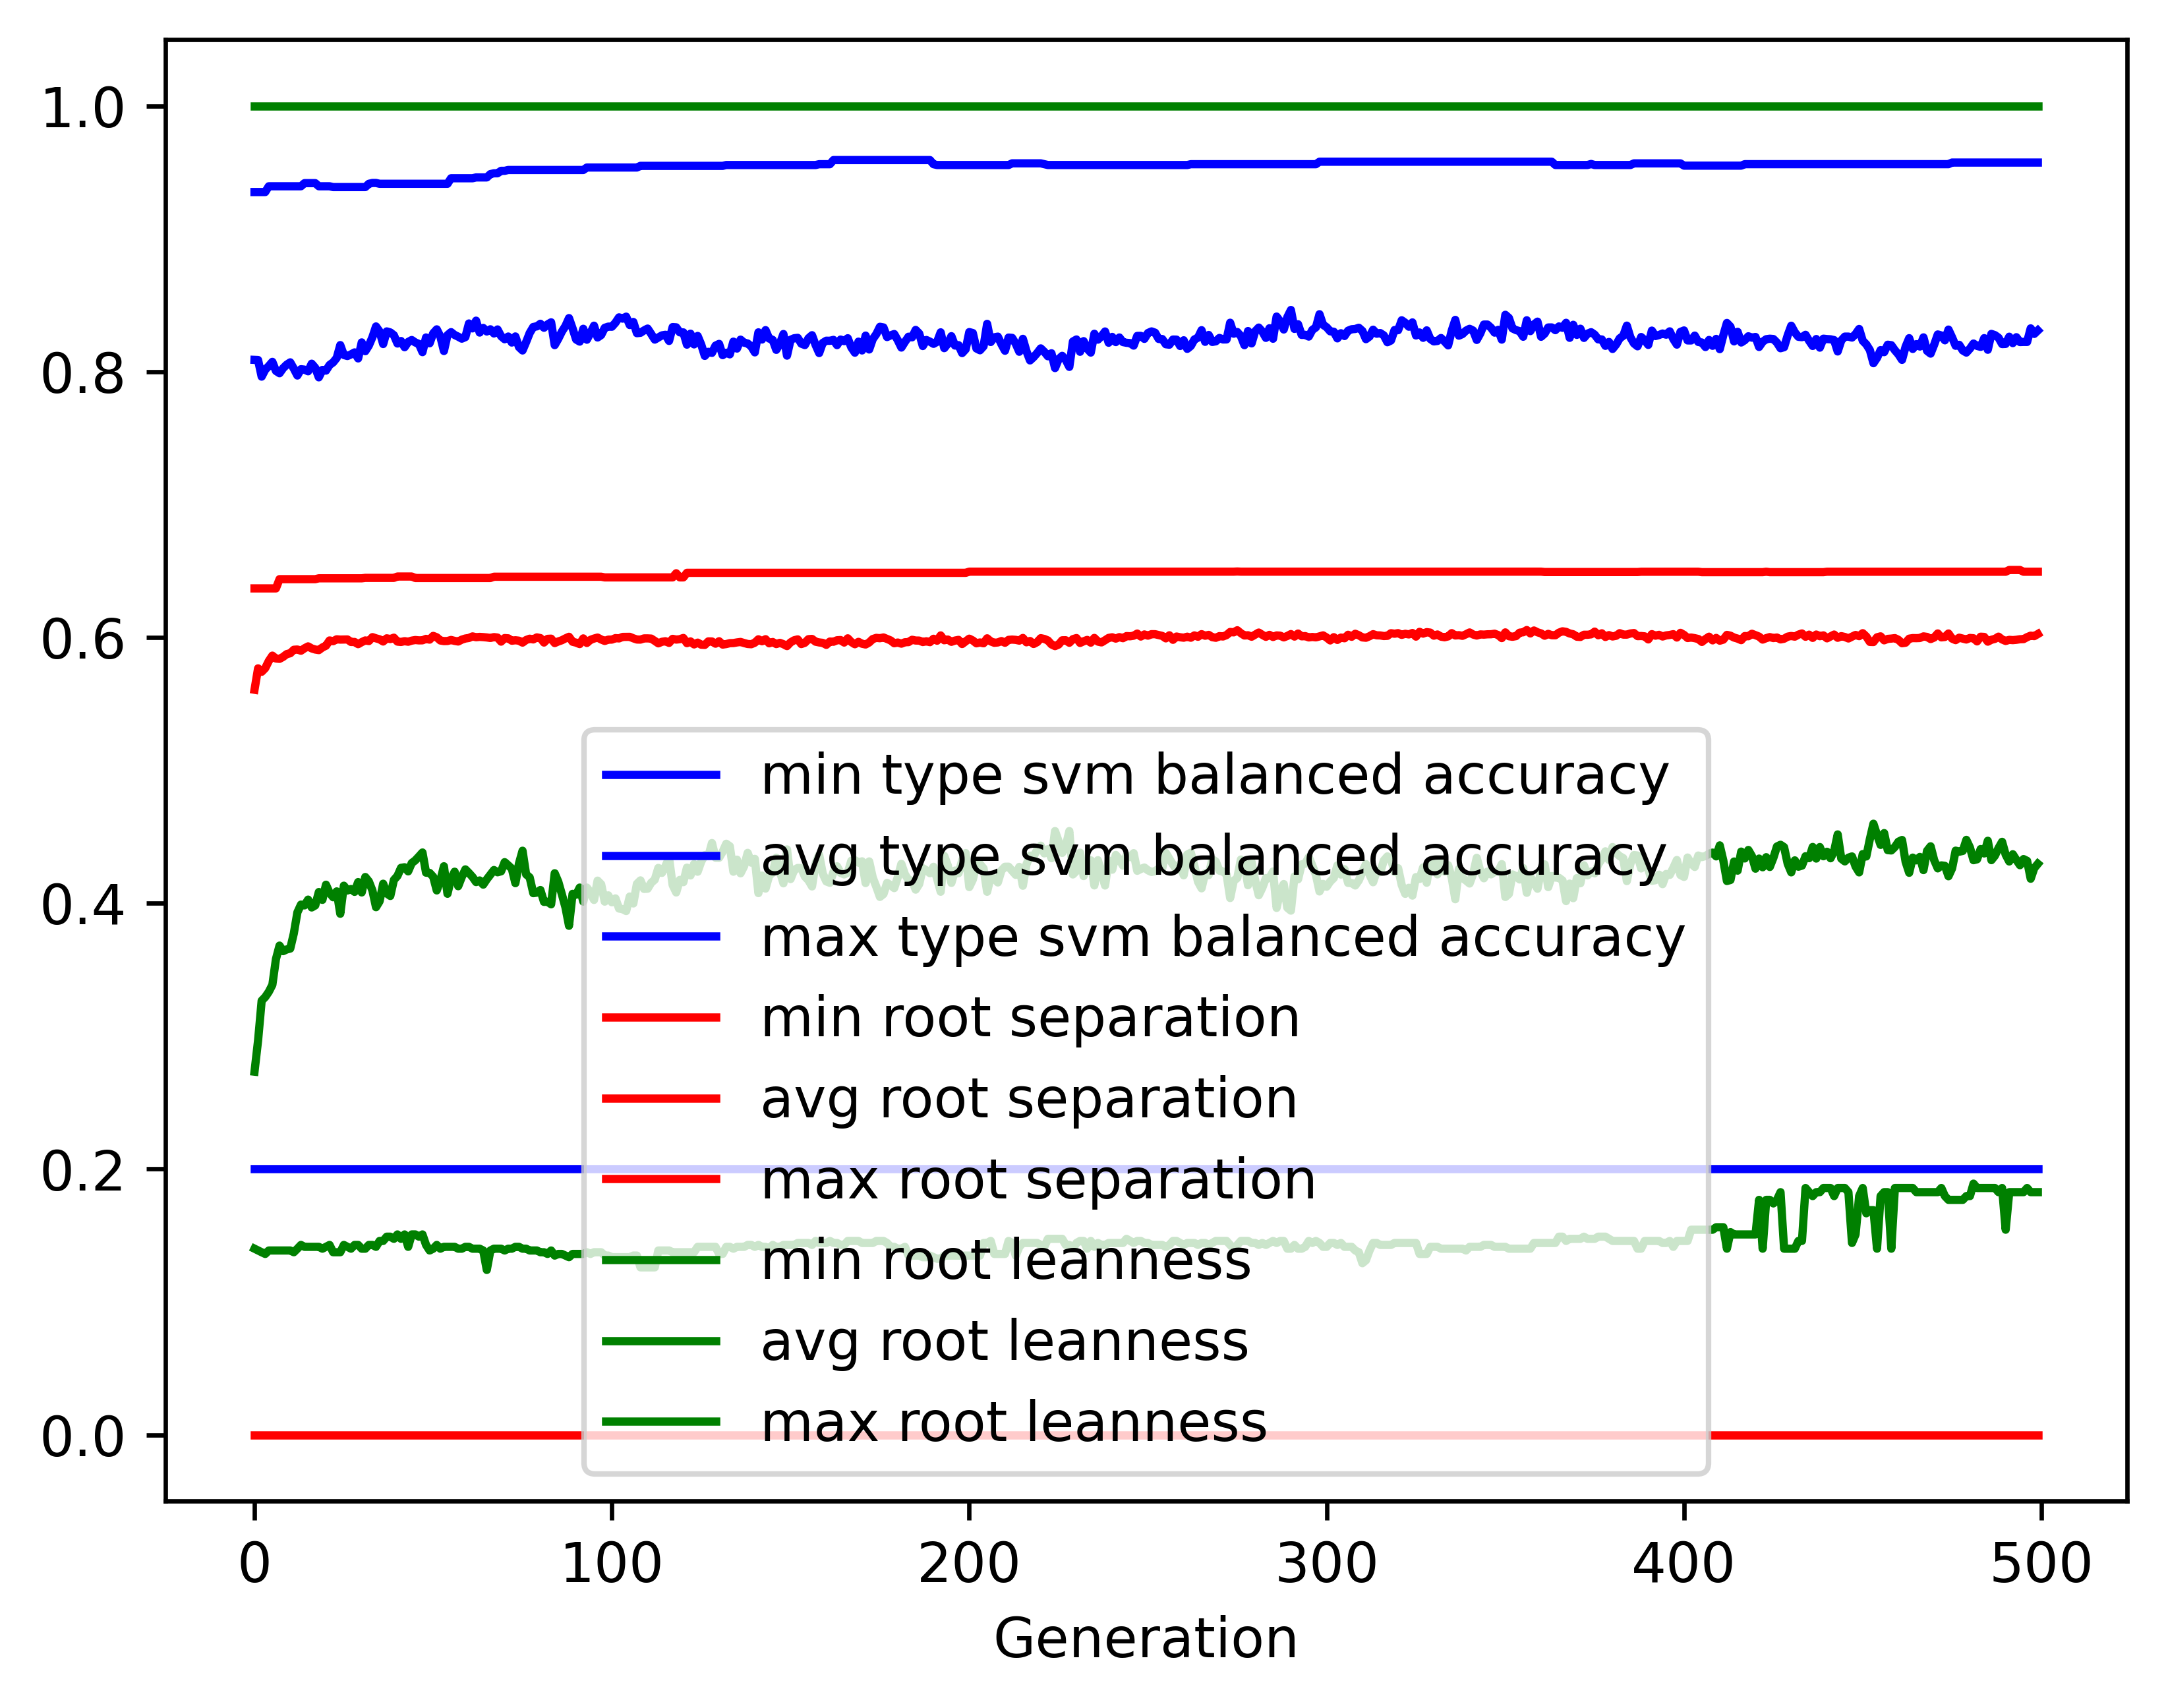 1.0
0.8
0.6
0.4
0.2
0.0
min type svm balanced accuracy
avg type svm balanced accuracy
max type svm balanced accuracy
min root separation
avg root separation
max root separation
min root leanness
avg root leanness
max root leanness
0 100 200 300 400 500
Generation